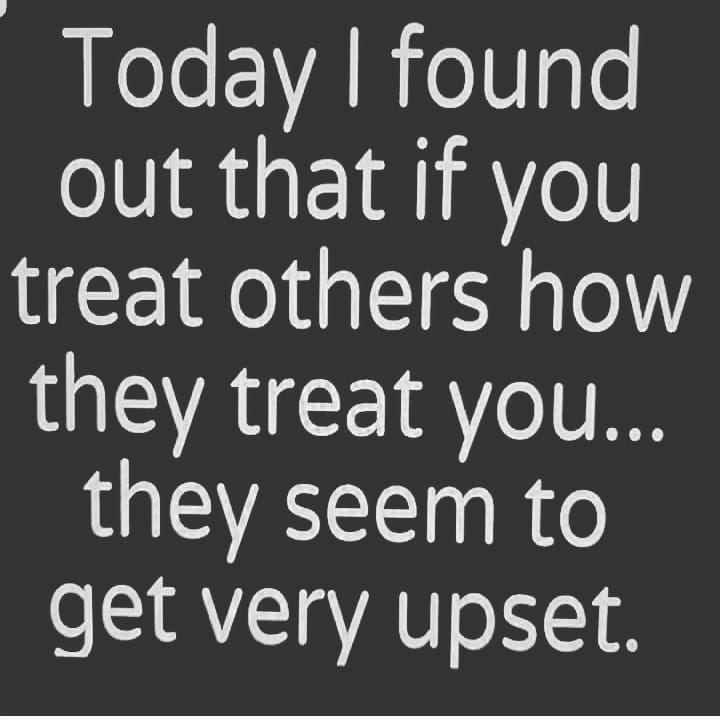 Today I found
out that if you
treat others how
they treat you...
they seem to
get very upset.